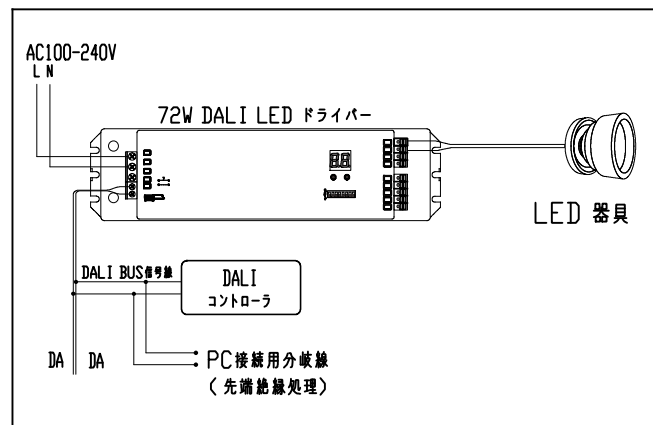 AC100-240V
L N
72W DALI LED ドライバー
88
LED 器具
DALI BUS信号線
DALI
コントローラ
DA DA
PC接続用分岐線
(先端絶縁処理)